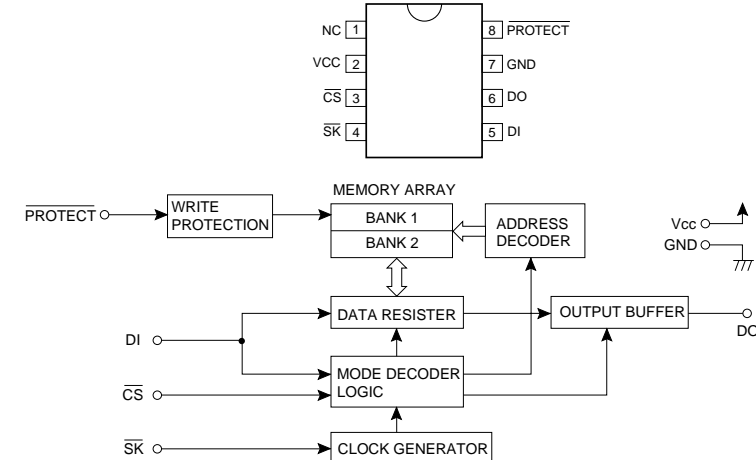 NC 1 8 PROTECT
VCC 2 7 GND
CS 3 6 DO
SK 4 5 DI
MEMORY ARRAY
PROTECT
WRITE
PROTECTION
BANK 1
BANK 2
ADDRESS
DECODER
Vcc
GND
DATA RESISTER
OUTPUT BUFFER
DO
DI
MODE DECODER
LOGIC
CS
SK
CLOCK GENERATOR